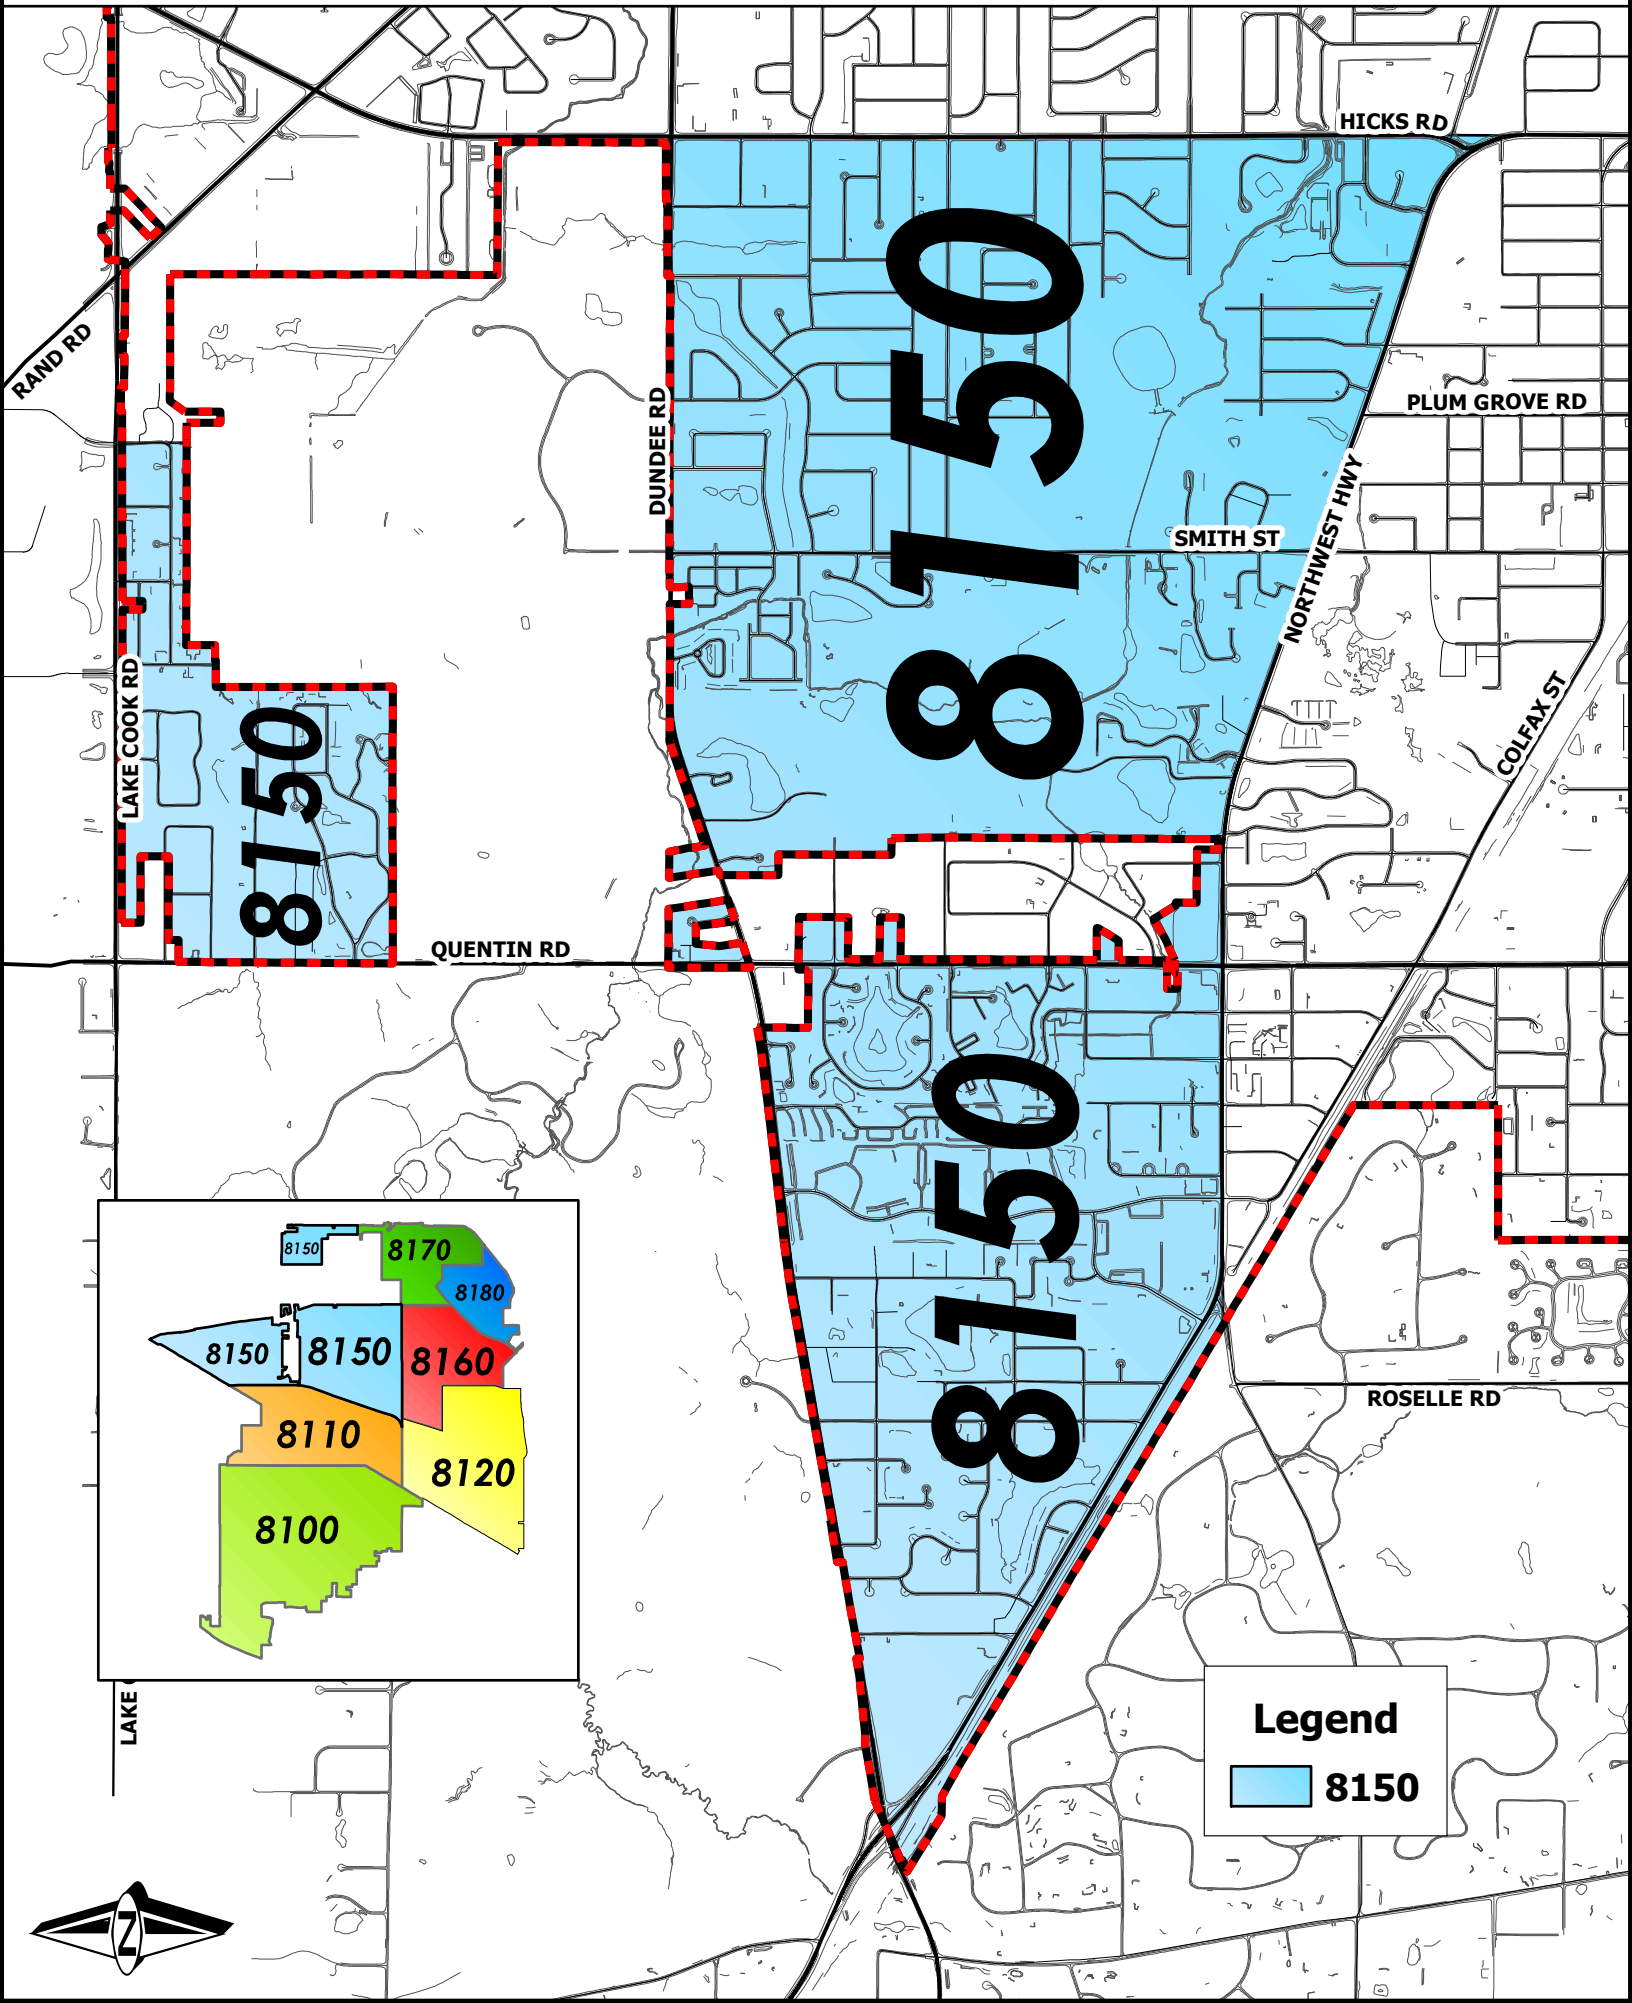 HICKS RD
RAND RD
DUNDEE RD
PLUM GROVE RD
8150
NORTHWEST HWY
SMITH ST
LAKE COOK RD
8150
COLFAX ST
QUENTIN RD
8150
8150
8170
8180
8150
8150
8160
8110
8120
8100
ROSELLE RD
LAKE
Legend
8150
N